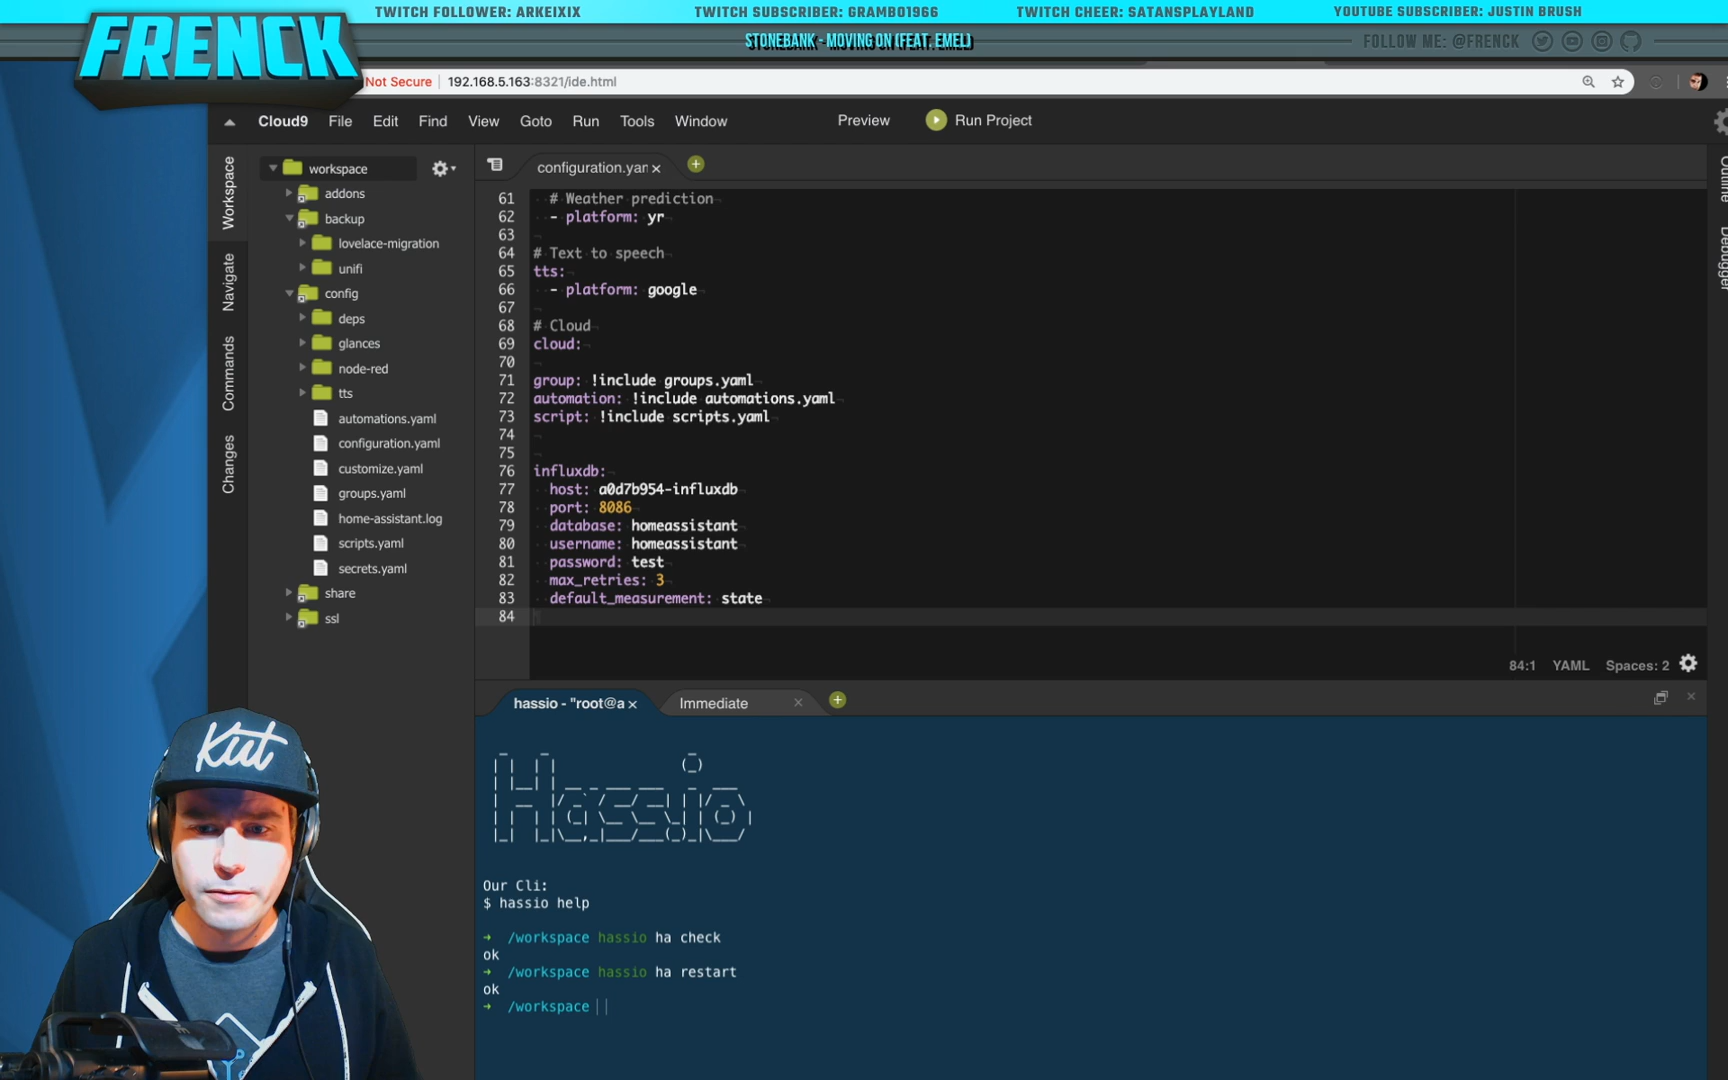 TWITCH FOLLOWER: ARKEIXIX
TWITCH SUBSCRIBER: GRAMBO1966
TWITCH CHEER: SATANSPLAYLAND
YOUTUBE SUBSCRIBER: JUSTIN BRUSH
FRENCK
STONEBANK - MOVING ON (FEAT. EMEL)
FOLLOW ME: @FRENCK
Not Secure
192.168.5.163:8321/ide.html
Cloud9 File Edit Find View Goto Run Tools Window Preview Run Project
Workspace
Navigate
Commands
Changes
workspace
addons
backup
lovelace-migration
unifi
config
deps
glances
node-red
tts
automations.yaml
configuration.yaml
customize.yaml
groups.yaml
home-assistant.log
scripts.yaml
secrets.yaml
share
ssl
configuration.yar
61 # Weather prediction
62 - platform: yr
63
64 # Text to speech
65 tts:
66 - platform: google
67
68 # Cloud
69 cloud:
70
71 group: !include groups.yaml
72 automation: !include automations.yaml
73 script: !include scripts.yaml
74
75
76 influxdb:
77 host: a0d7b954-influxdb
78 port: 8086
79 database: homeassistant
80 username: homeassistant
81 password: test
82 max_retries: 3
83 default_measurement: state
84
84:1 YAML Spaces: 2
Outline
Debugger
hassio - "root@a
Immediate
Hass.io
Our Cli:
$ hassio help
➜ /workspace hassio ha check
ok
➜ /workspace hassio ha restart
ok
➜ /workspace
Kut